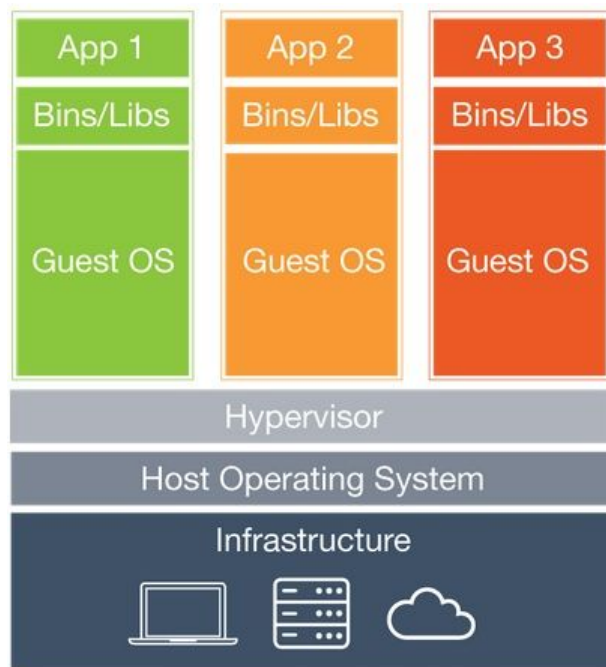 App 1
App 2
App 3
Bins/Libs
Bins/Libs
Bins/Libs
Guest OS
Guest OS
Guest OS
Hypervisor
Host Operating System
Infrastructure